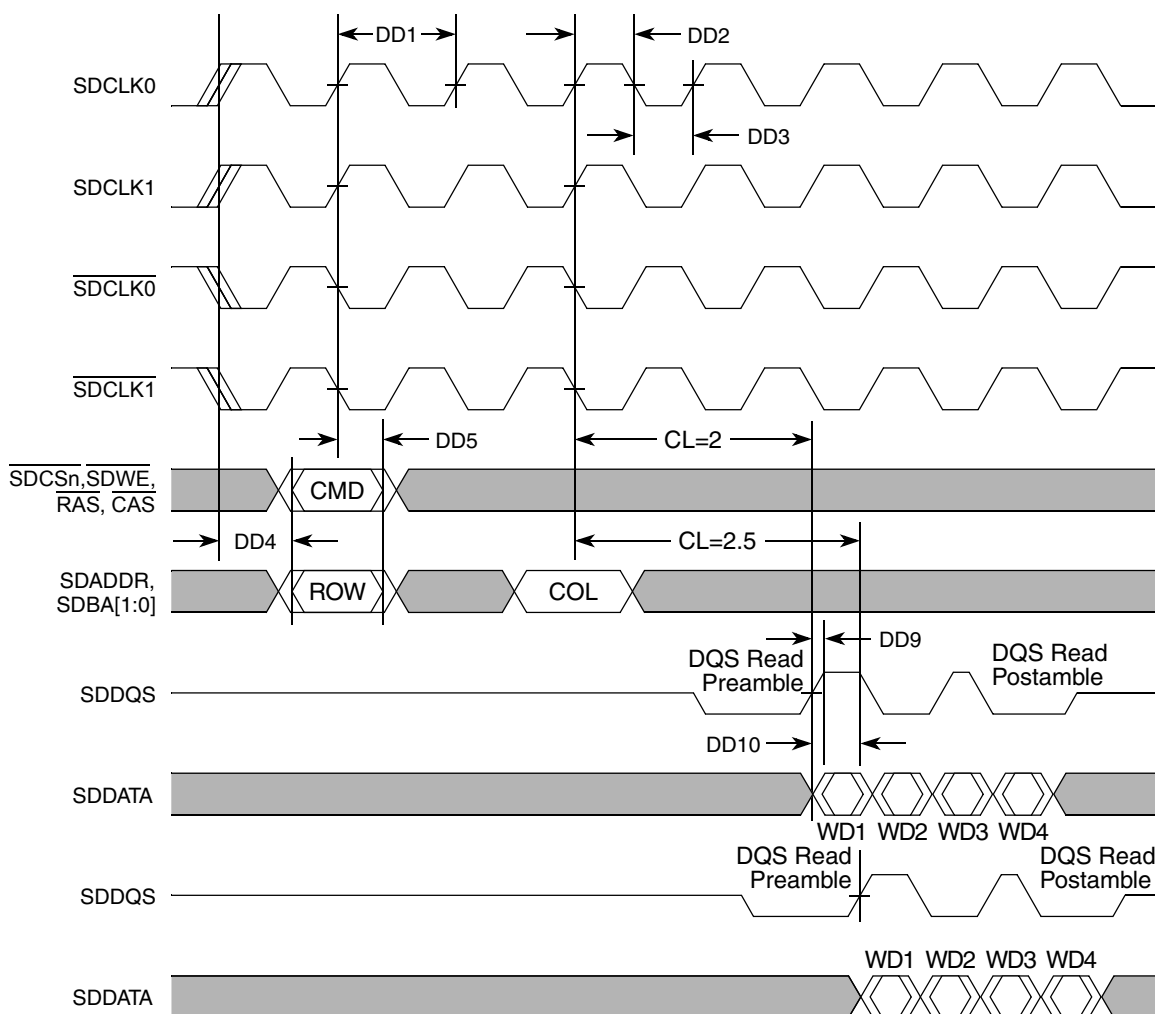 DD1
DD2
SDCLK0
DD3
SDCLK1
SDCLK0
SDCLK1
DD5
CL=2
SDCSn,SDWE,
RAS, CAS
CMD
DD4
CL=2.5
SDADDR,
SDBA[1:0]
ROW
COL
DD9
DQS Read
Preamble
DQS Read
Postamble
SDDQS
DD10
SDDATA
WD1 WD2 WD3 WD4
DQS Read
Preamble
DQS Read
Postamble
SDDQS
WD1 WD2 WD3 WD4
SDDATA